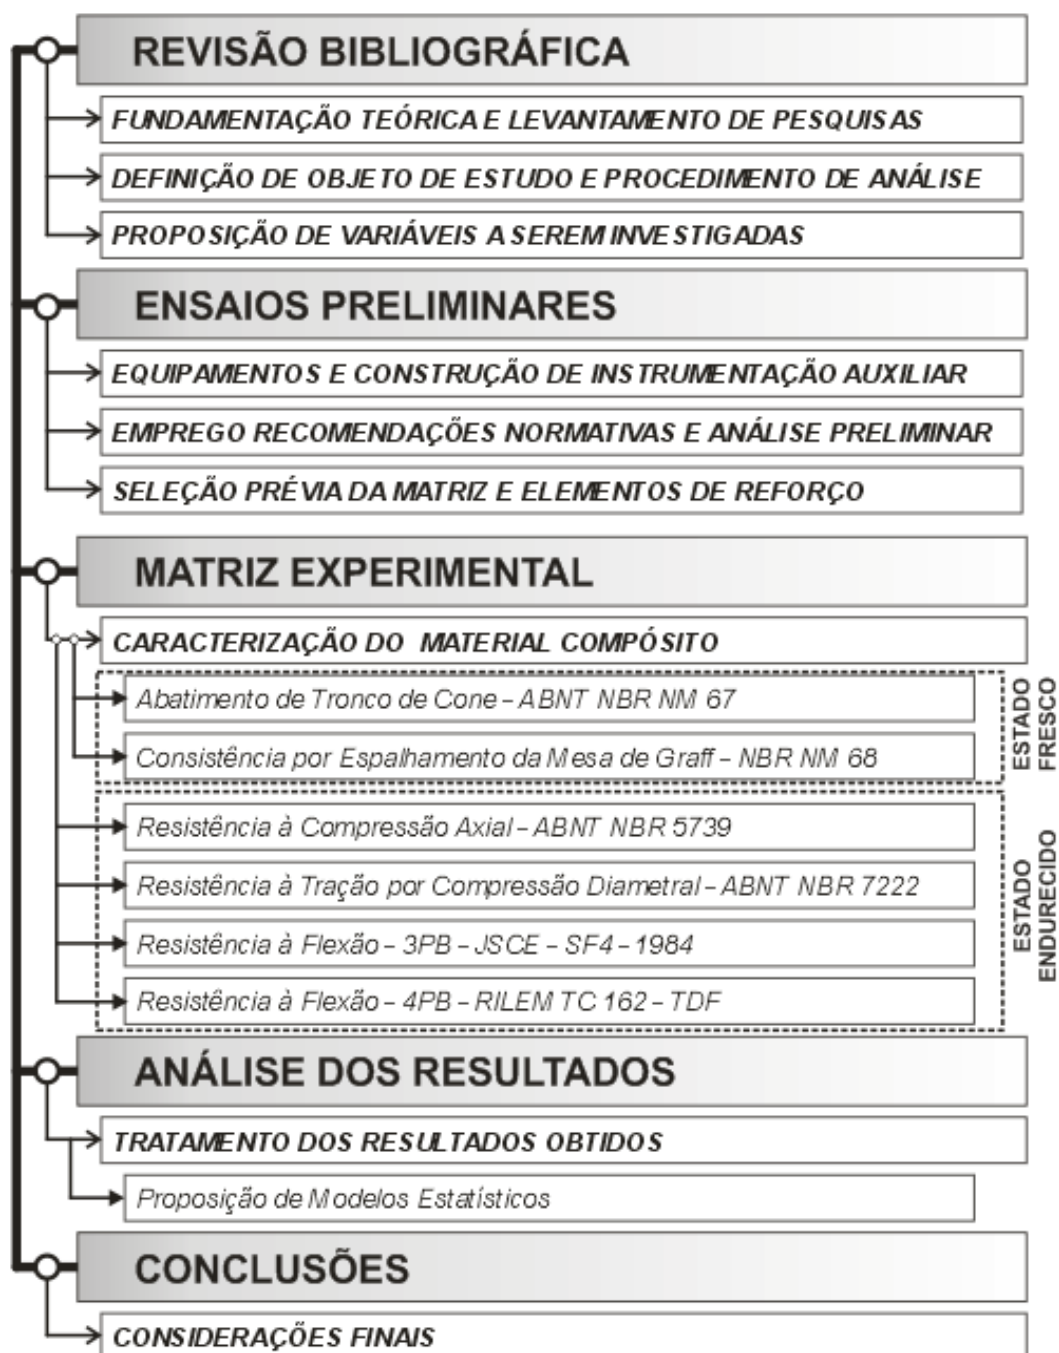 REVISÃO BIBLIOGRÁFICA
FUNDAMENTAÇÃO TEÓRICA E LEVANTAMENTO DE PESQUISAS
DEFINIÇÃO DE OBJETO DE ESTUDO E PROCEDIMENTO DE ANÁLISE
PROPOSIÇÃO DE VARIÁVEIS A SEREM INVESTIGADAS
ENSAIOS PRELIMINARES
EQUIPAMENTOS E CONSTRUÇÃO DE INSTRUMENTAÇÃO AUXILIAR
EMPREGO RECOMENDAÇÕES NORMATIVAS E ANÁLISE PRELIMINAR
SELEÇÃO PRÉVIA DA MATRIZ E ELEMENTOS DE REFORÇO
MATRIZ EXPERIMENTAL
CARACTERIZAÇÃO DO MATERIAL COMPÓSITO
Abatimento de Tronco de Cone – ABNT NBR NM 67
Consistência por Espalhamento da Mesa de Graff – NBR NM 68
ESTADO
FRESCO
Resistência à Compressão Axial – ABNT NBR 5739
Resistência à Tração por Compressão Diametral – ABNT NBR 7222
Resistência à Flexão – 3PB – JSCE – SF4 – 1984
Resistência à Flexão – 4PB – RILEM TC 162 – TDF
ESTADO
ENDURECIDO
ANÁLISE DOS RESULTADOS
TRATAMENTO DOS RESULTADOS OBTIDOS
Proposição de Modelos Estatísticos
CONCLUSÕES
CONSIDERAÇÕES FINAIS